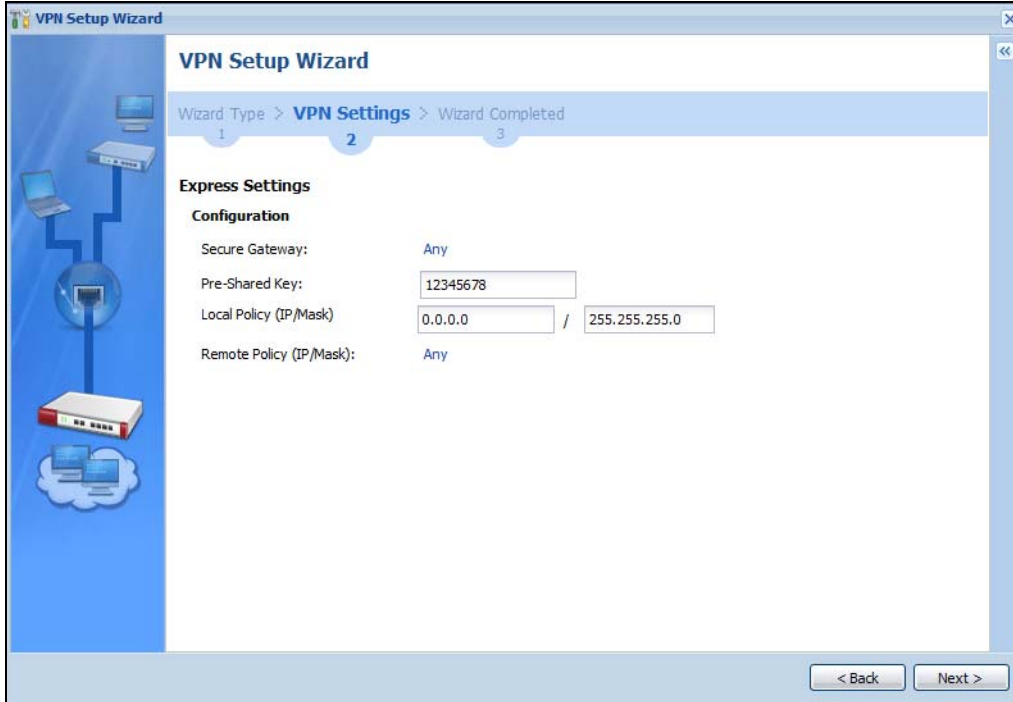 VPN Setup Wizard
VPN Setup Wizard
Wizard Type > VPN Settings > Wizard Completed
1 2 3
Express Settings
Configuration
Secure Gateway: Any
Pre-Shared Key: 12345678
Local Policy (IP/Mask) 0.0.0.0 / 255.255.255.0
Remote Policy (IP/Mask): Any
< Back Next >